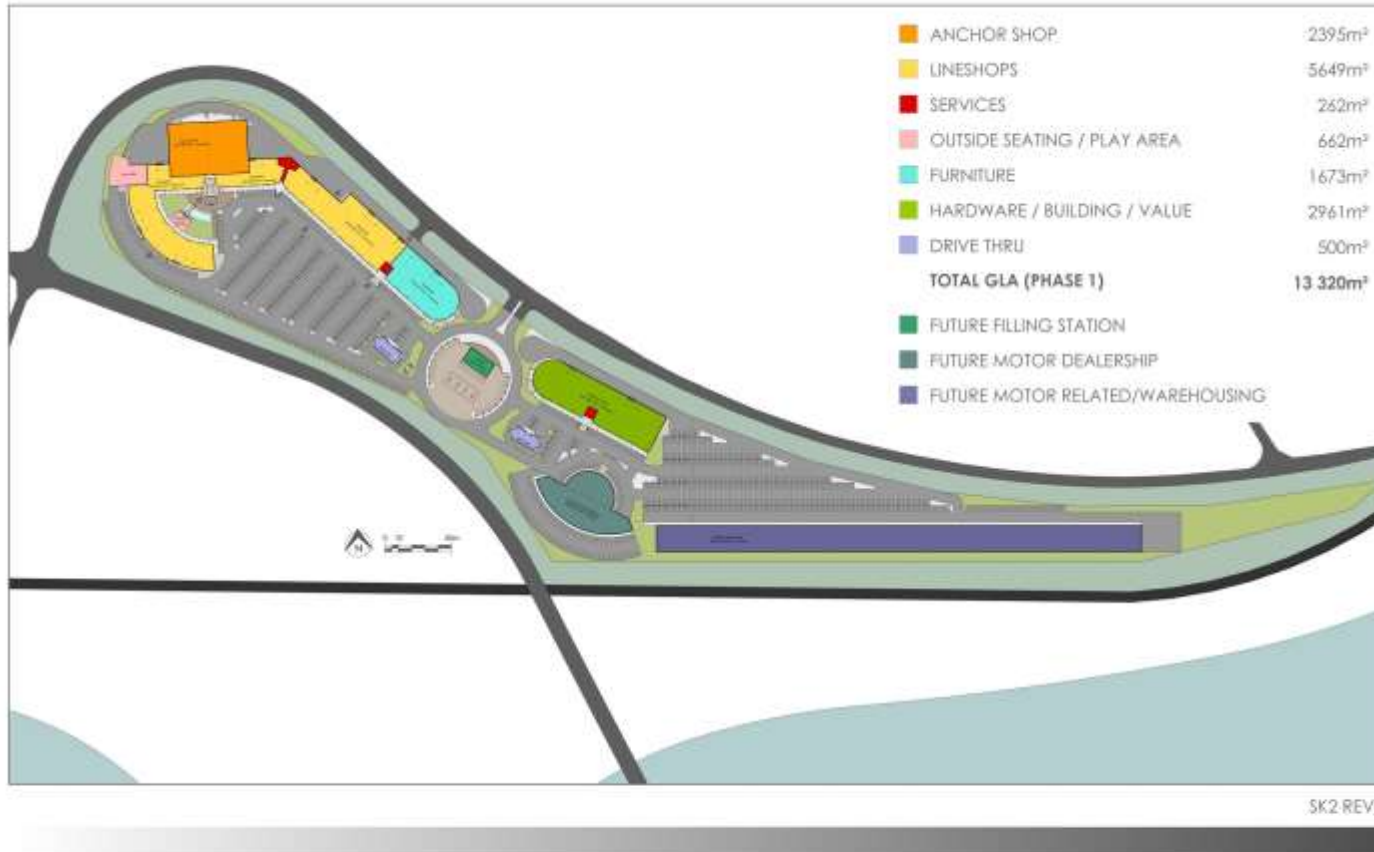 ANCHOR SHOP 2395m²
LINESHOPS 5649m²
SERVICES 262m²
OUTSIDE SEATING / PLAY AREA 662m²
FURNITURE 1673m²
HARDWARE / BUILDING / VALUE 2961m²
DRIVE THRU 500m²
TOTAL GLA (PHASE 1) 13 320m²
FUTURE FILLING STATION
FUTURE MOTOR DEALERSHIP
FUTURE MOTOR RELATED/WAREHOUSING
N
SK2 REV